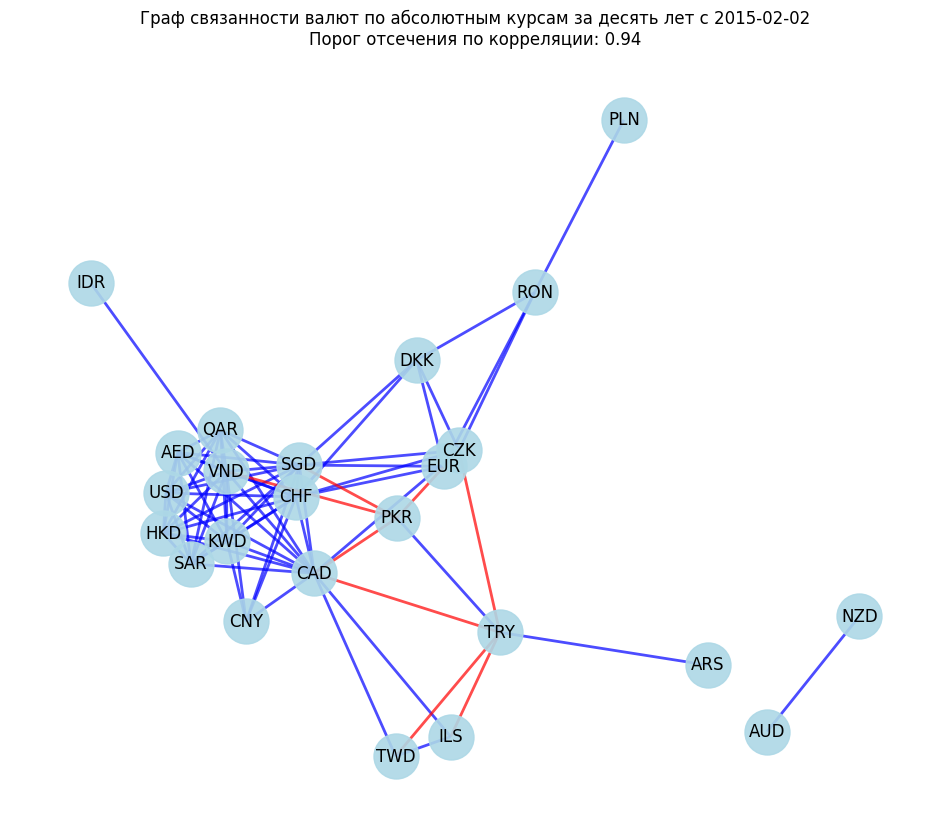 Граф связанности валют по абсолютным курсам за десять лет с 2015-02-02
Порог отсечения по корреляции: 0.94
PLN
IDR
RON
DKK
QAR
AED
CZK
VND
SGD
EUR
USD
CHF
PKR
HKD
KWD
SAR
CAD
CNY
NZD
TRY
ARS
AUD
ILS
TWD